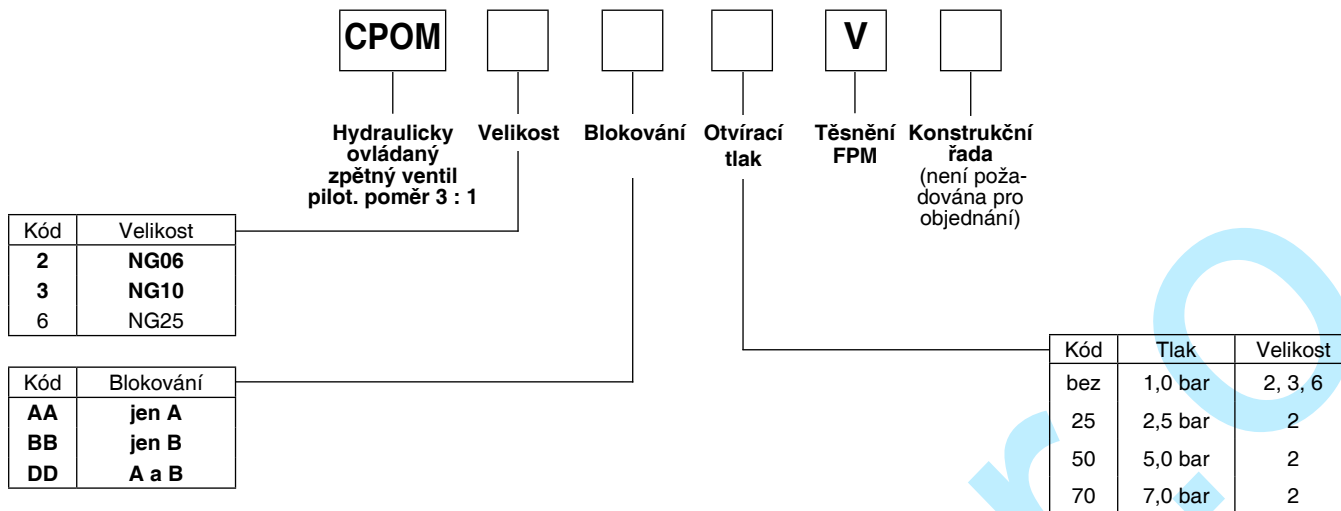 CPOM V
Hydraulicky
ovládaný
zpětný ventil
pilot. poměr 3 : 1
Velikost
Blokování
Otvírací
tlak
Těsnění
FPM
Konstrukční
řada
(není poža-
dována pro
objednání)
Kód Velikost
2 NG06
3 NG10
6 NG25
Kód Blokování
AA jen A
BB jen B
DD A a B
Kód Tlak Velikost
bez 1,0 bar 2, 3, 6
25 2,5 bar 2
50 5,0 bar 2
70 7,0 bar 2